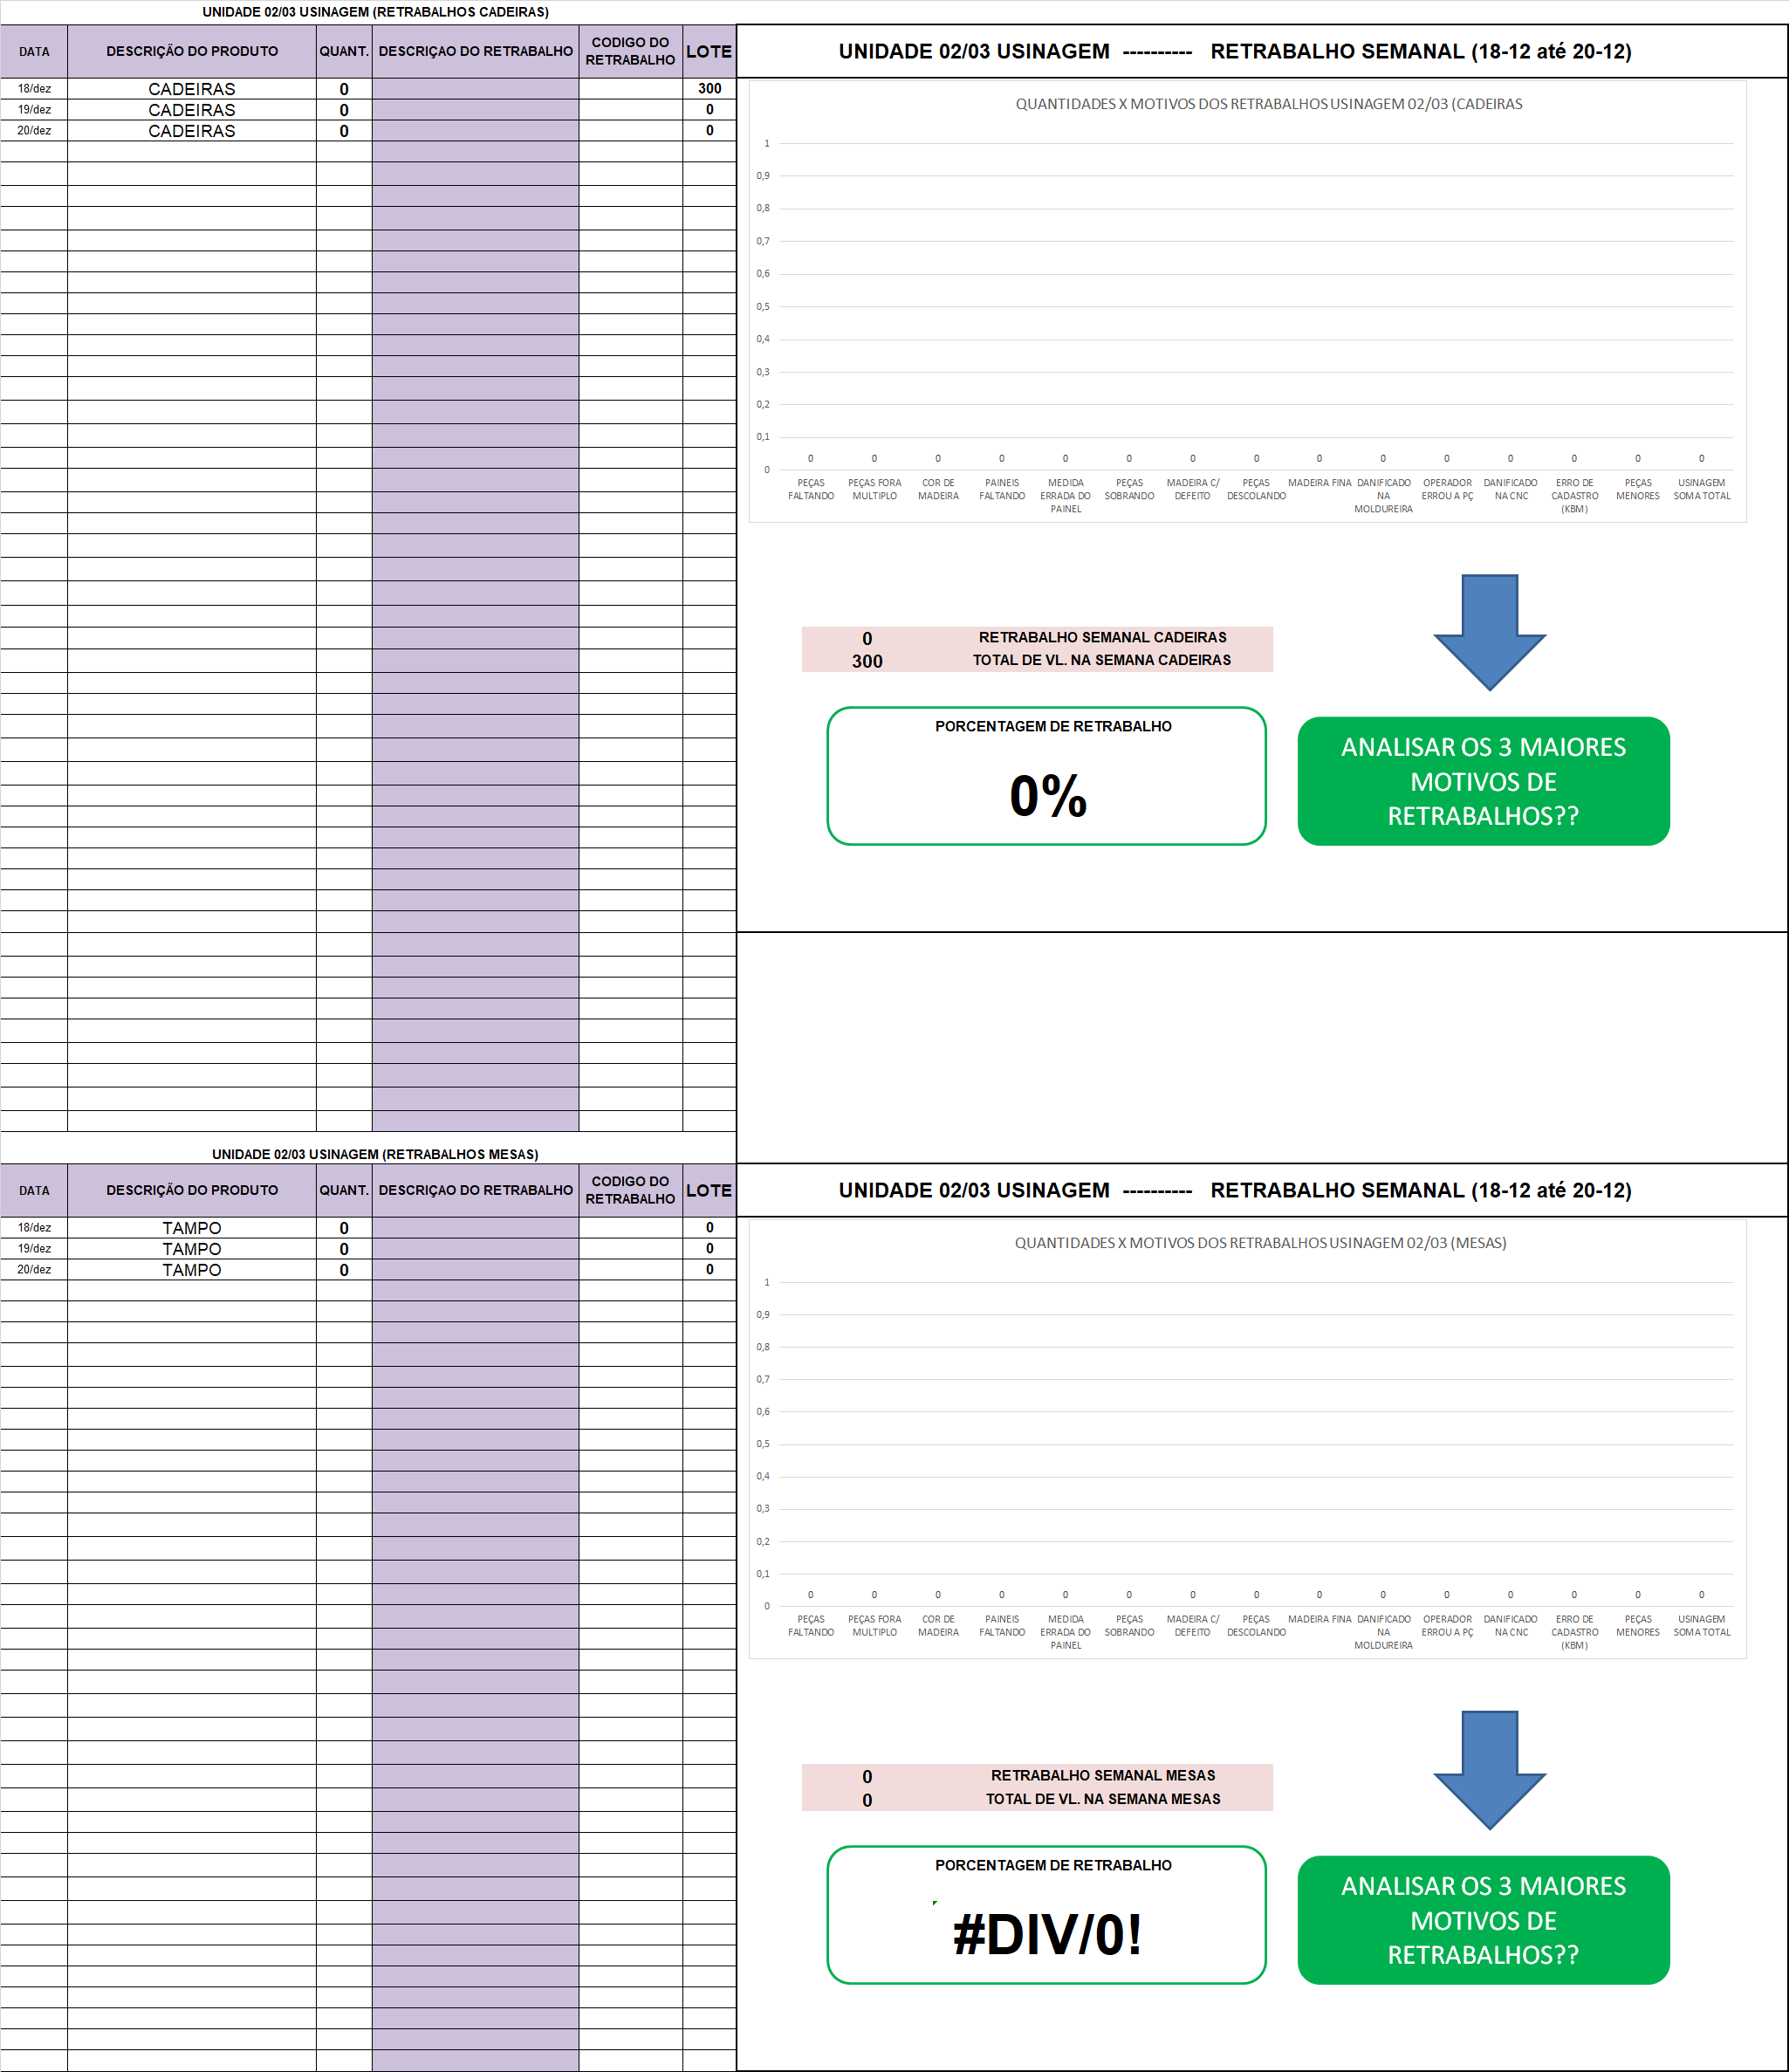 UNIDADE 02/03 USINAGEM (RETRABALHOS CADEIRAS)
DATA DESCRIÇÃO DO PRODUTO QUANT. DESCRIÇAO DO RETRABALHO CODIGO DO RETRABALHO LOTE
18/dez CADEIRAS 0 300
19/dez CADEIRAS 0 0
20/dez CADEIRAS 0 0
UNIDADE 02/03 USINAGEM ---------- RETRABALHO SEMANAL (18-12 até 20-12)
QUANTIDADES X MOTIVOS DOS RETRABALHOS USINAGEM 02/03 (CADEIRAS
1
0,9
0,8
0,7
0,6
0,5
0,4
0,3
0,2
0,1
0
0 0 0 0 0 0 0 0 0 0 0 0 0 0 0
PEÇAS FALTANDO
PEÇAS FORA MULTIPLO
COR DE MADEIRA
PAINEIS FALTANDO
MEDIDA ERRADA DO PAINEL
PEÇAS SOBRANDO
MADEIRA C/ DEFEITO
PEÇAS DESCOLANDO
MADEIRA FINA
DANIFICADO NA MOLDUREIRA
OPERADOR ERROU A PÇ
DANIFICADO NA CNC
ERRO DE CADASTRO (KBM)
PEÇAS MENORES
USINAGEM SOMA TOTAL
0 RETRABALHO SEMANAL CADEIRAS
300 TOTAL DE VL. NA SEMANA CADEIRAS
PORCENTAGEM DE RETRABALHO
0%
ANALISAR OS 3 MAIORES
MOTIVOS DE
RETRABALHOS??
UNIDADE 02/03 USINAGEM (RETRABALHOS MESAS)
DATA DESCRIÇÃO DO PRODUTO QUANT. DESCRIÇAO DO RETRABALHO CODIGO DO RETRABALHO LOTE
18/dez TAMPO 0 0
19/dez TAMPO 0 0
20/dez TAMPO 0 0
UNIDADE 02/03 USINAGEM ---------- RETRABALHO SEMANAL (18-12 até 20-12)
QUANTIDADES X MOTIVOS DOS RETRABALHOS USINAGEM 02/03 (MESAS)
1
0,9
0,8
0,7
0,6
0,5
0,4
0,3
0,2
0,1
0
0 0 0 0 0 0 0 0 0 0 0 0 0 0 0
PEÇAS FALTANDO
PEÇAS FORA MULTIPLO
COR DE MADEIRA
PAINEIS FALTANDO
MEDIDA ERRADA DO PAINEL
PEÇAS SOBRANDO
MADEIRA C/ DEFEITO
PEÇAS DESCOLANDO
MADEIRA FINA
DANIFICADO NA MOLDUREIRA
OPERADOR ERROU A PÇ
DANIFICADO NA CNC
ERRO DE CADASTRO (KBM)
PEÇAS MENORES
USINAGEM SOMA TOTAL
0 RETRABALHO SEMANAL MESAS
0 TOTAL DE VL. NA SEMANA MESAS
PORCENTAGEM DE RETRABALHO
#DIV/0!
ANALISAR OS 3 MAIORES
MOTIVOS DE
RETRABALHOS??